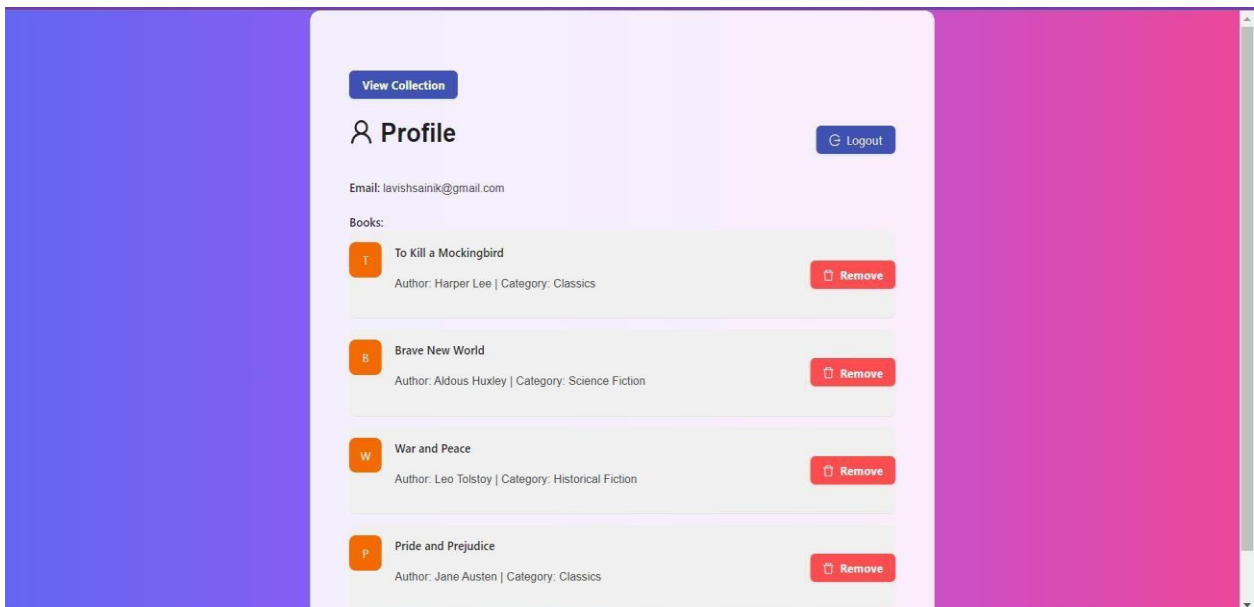 View Collection
Profile
Logout
Email: lavishsainik@gmail.com
Books:
T
To Kill a Mockingbird
Author: Harper Lee | Category: Classics
Remove
B
Brave New World
Author: Aldous Huxley | Category: Science Fiction
Remove
W
War and Peace
Author: Leo Tolstoy | Category: Historical Fiction
Remove
P
Pride and Prejudice
Author: Jane Austen | Category: Classics
Remove